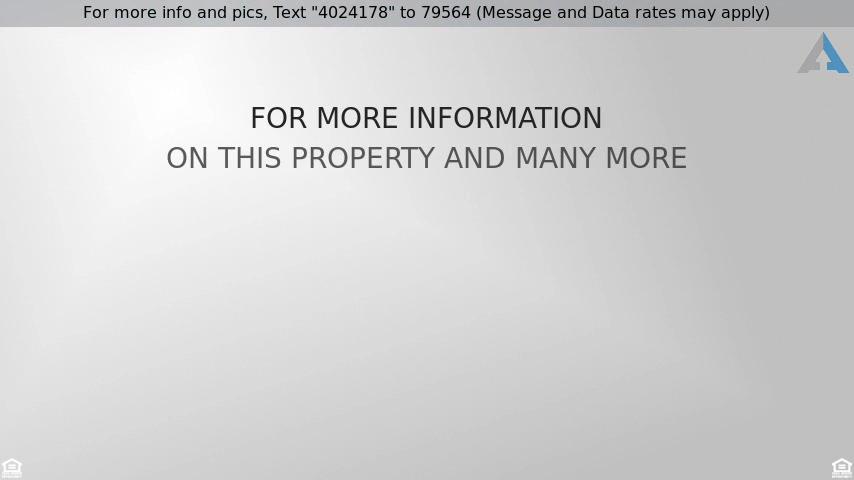 For more info and pics, Text "4024178" to 79564 (Message and Data rates may apply)
FOR MORE INFORMATION
ON THIS PROPERTY AND MANY MORE